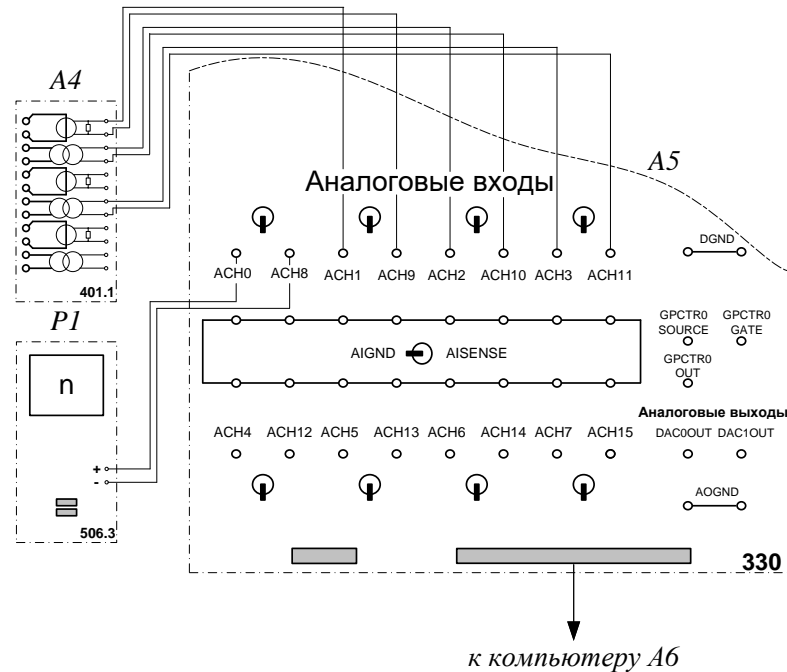 A4
A5
Аналоговые входы
DGND
ACH0 ACH8 ACH1 ACH9 ACH2 ACH10 ACH3 ACH11
401.1
P1
GPCTR0 SOURCE
GPCTR0 GATE
AIGND AISENSE
GPCTR0 OUT
n
Аналоговые выходы
ACH4 ACH12 ACH5 ACH13 ACH6 ACH14 ACH7 ACH15 DAC0OUT DAC1OUT
+
-
AOGND
506.3
330
к компьютеру A6